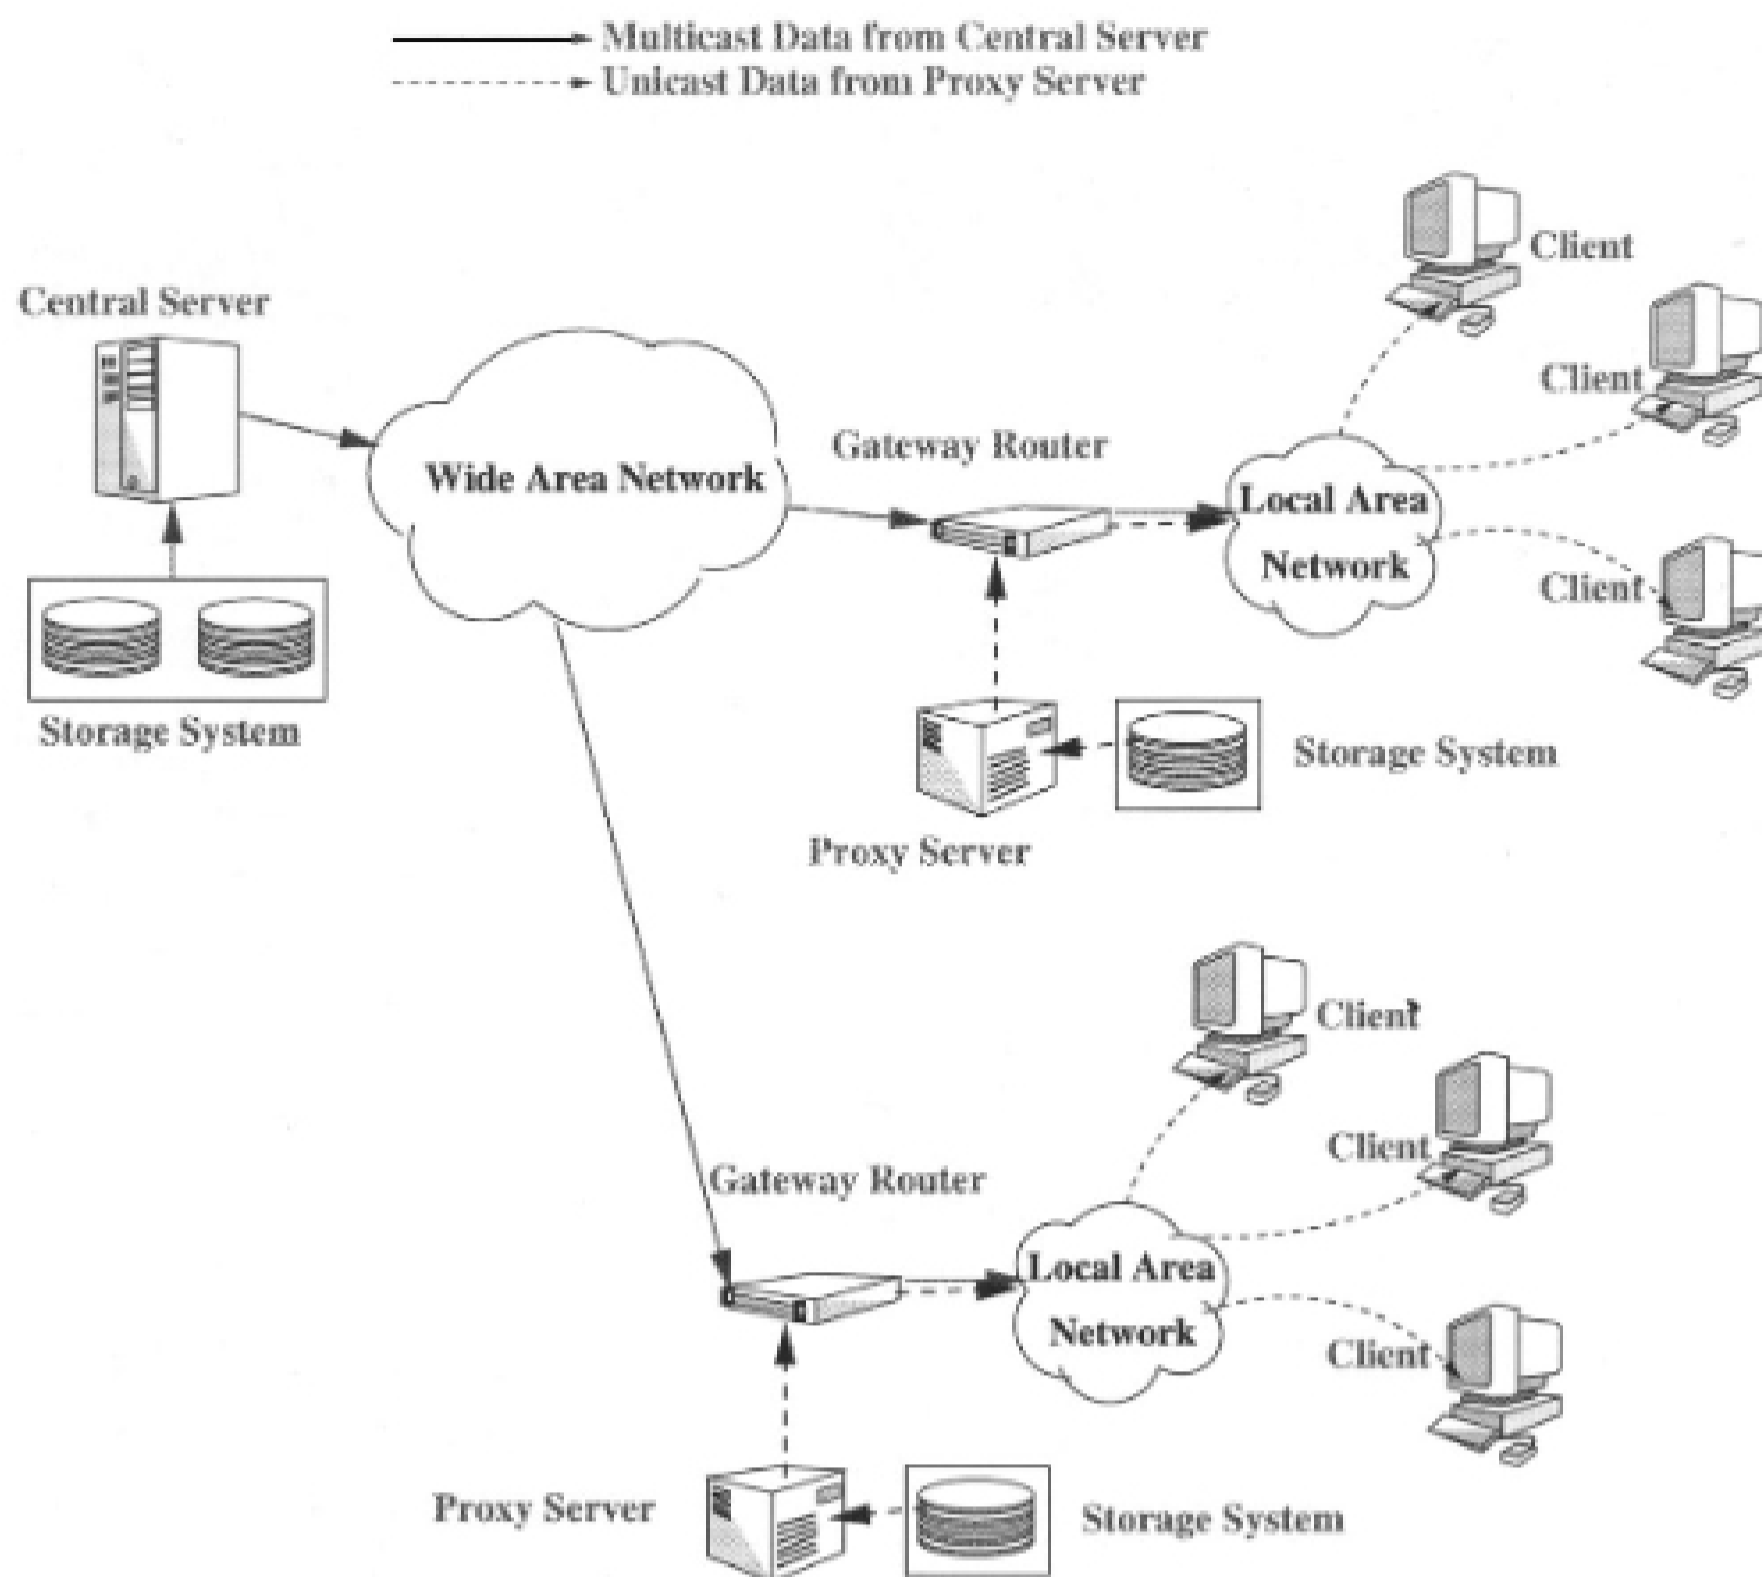 Multicast Data from Central Server
Unicast Data from Proxy Server
Client
Central Server
Client
Gateway Router
Wide Area Network
Local Area
Network
Client
Storage System
Storage System
Proxy Server
Client
Client
Gateway Router
Local Area
Network
Client
Proxy Server
Storage System